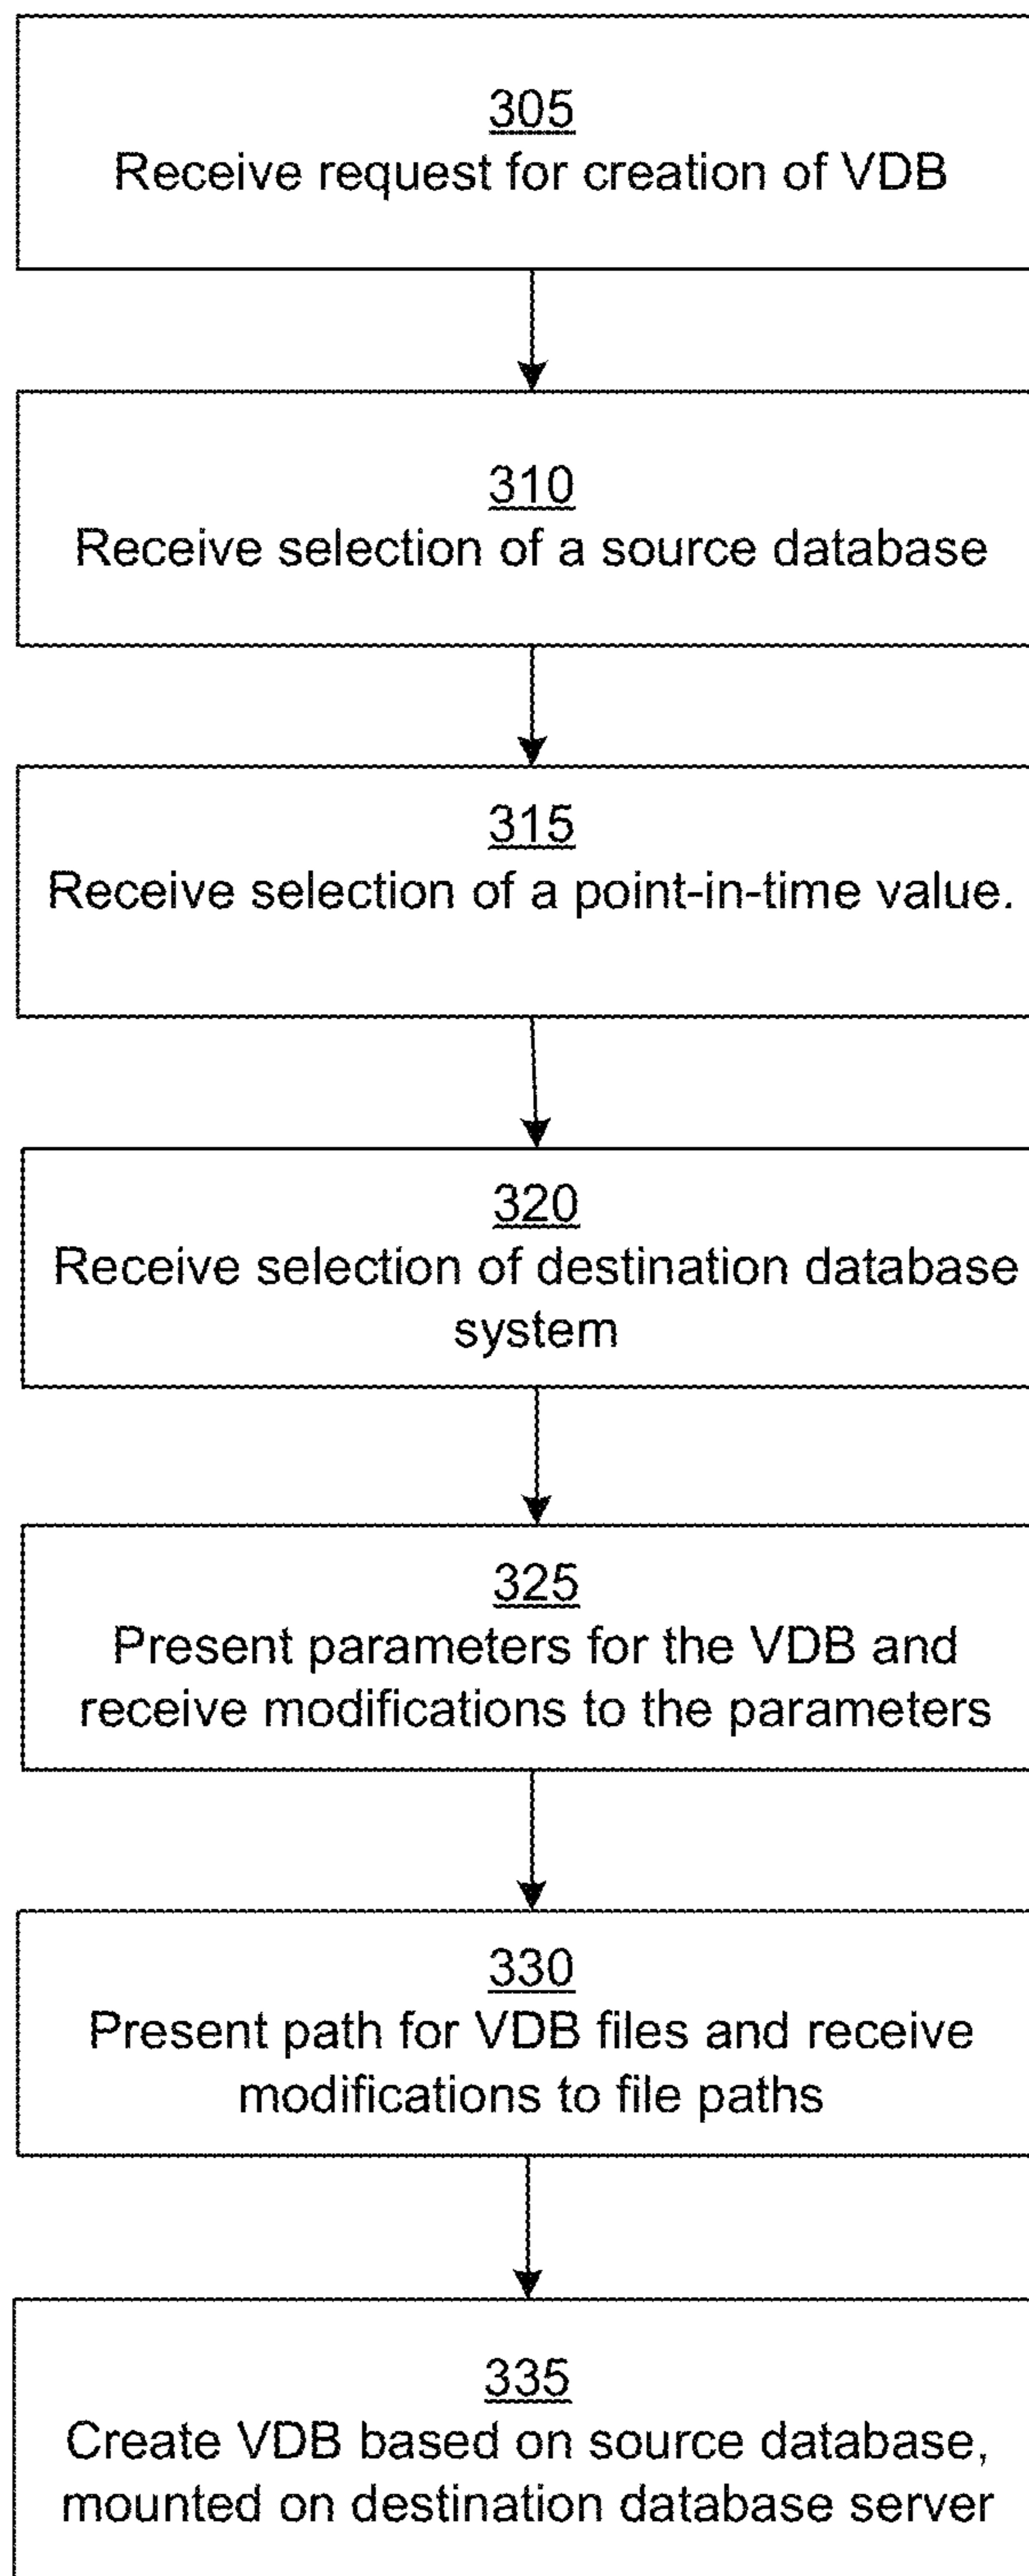 305
Receive request for creation of VDB
310
Receive selection of a source database
315
Receive selection of a point-in-time value.
320
Receive selection of destination database
system
325
Present parameters for the VDB and
receive modifications to the parameters
330
Present path for VDB files and receive
modifications to file paths
335
Create VDB based on source database,
mounted on destination database server